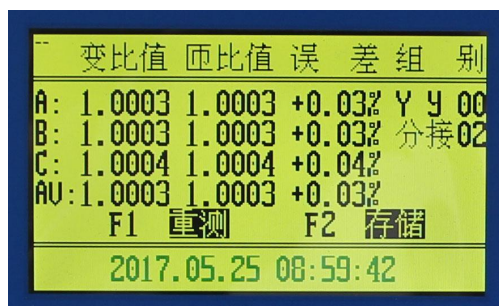 --
变比值 匝比值 误 差 组 别
A: 1.0003 1.0003 +0.03% Y y 00
B: 1.0003 1.0003 +0.03% 分接02
C: 1.0004 1.0004 +0.04%
AV:1.0003 1.0003 +0.03%
F1 重测 F2 存储
2017.05.25 08:59:42